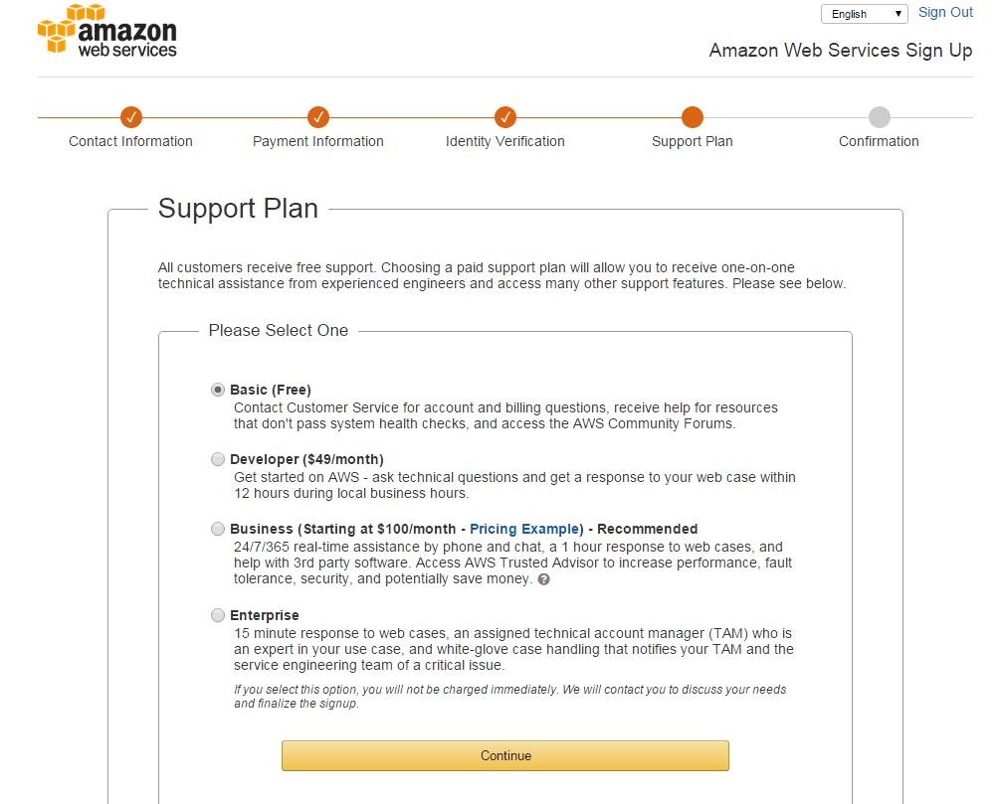 English
Sign Out
amazon
web services
Amazon Web Services Sign Up
Contact Information
Payment Information
Identity Verification
Support Plan
Confirmation
Support Plan
All customers receive free support. Choosing a paid support plan will allow you to receive one-on-one
technical assistance from experienced engineers and access many other support features. Please see below.
Please Select One
Basic (Free)
Contact Customer Service for account and billing questions, receive help for resources
that don't pass system health checks, and access the AWS Community Forums.
Developer ($49/month)
Get started on AWS - ask technical questions and get a response to your web case within
12 hours during local business hours.
Business (Starting at $100/month - Pricing Example) - Recommended
24/7/365 real-time assistance by phone and chat, a 1 hour response to web cases, and
help with 3rd party software. Access AWS Trusted Advisor to increase performance, fault
tolerance, security, and potentially save money. ?
Enterprise
15 minute response to web cases, an assigned technical account manager (TAM) who is
an expert in your use case, and white-glove case handling that notifies your TAM and the
service engineering team of a critical issue.
If you select this option, you will not be charged immediately. We will contact you to discuss your needs
and finalize the signup.
Continue